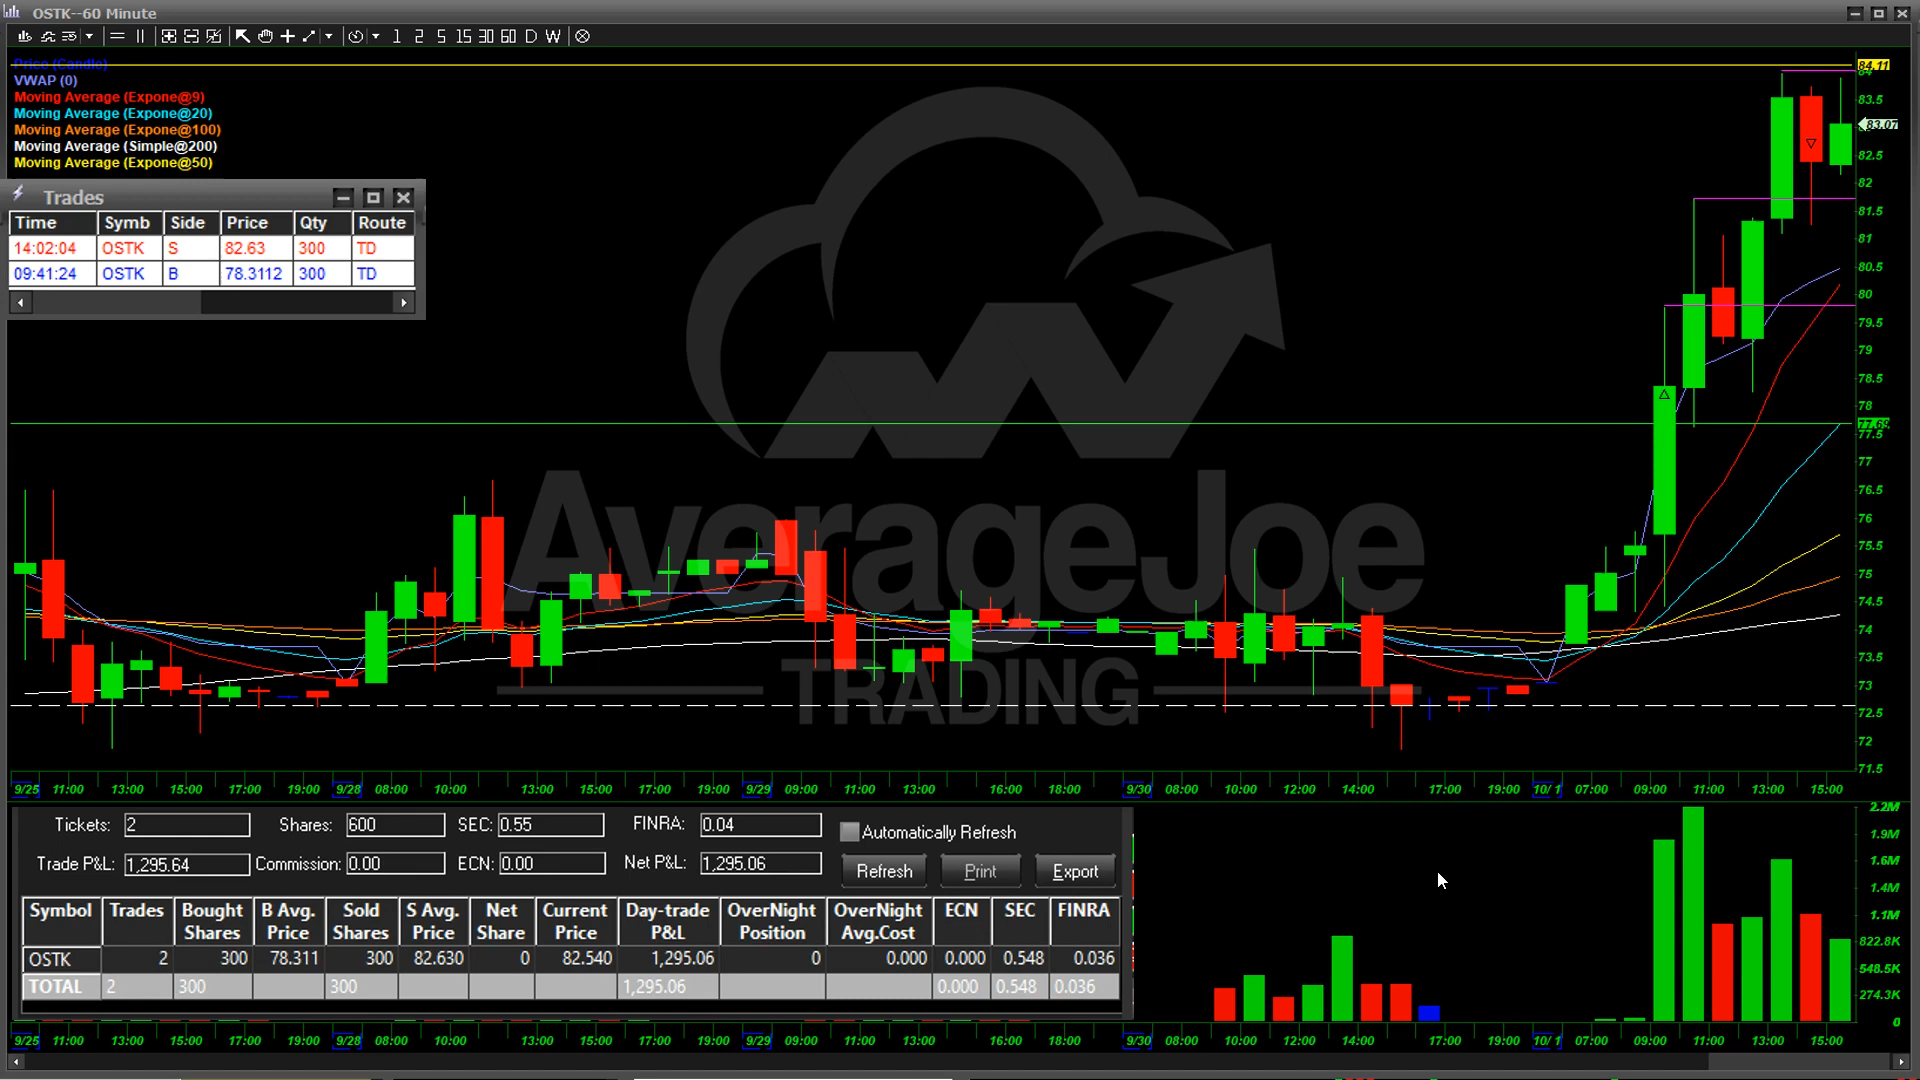 OSTK--60 Minute
1 2 5 15 30 60 D W
Price (Candle)
VWAP (0)
Moving Average (Expone@9)
Moving Average (Expone@20)
Moving Average (Expone@100)
Moving Average (Simple@200)
Moving Average (Expone@50)
Trades
Time Symb Side Price Qty Route
14:02:04 OSTK S 82.63 300 TD
09:41:24 OSTK B 78.3112 300 TD
84.11
84
83.5
83.07
82.5
82
81.5
81
80.5
80
79.5
79
78.5
78
77.69
77.5
77
76.5
76
75.5
75
74.5
74
73.5
73
72.5
72
71.5
AverageJoe
TRADING
9/25 11:00 13:00 15:00 17:00 19:00 9/28 08:00 10:00 13:00 15:00 17:00 19:00 9/29 09:00 11:00 13:00 16:00 18:00 9/30 08:00 10:00 12:00 14:00 17:00 19:00 10/1 07:00 09:00 11:00 13:00 15:00
Tickets: 2 Shares: 600 SEC: 0.55 FINRA: 0.04 Automatically Refresh
Trade P&L: 1,295.64 Commission: 0.00 ECN: 0.00 Net P&L: 1,295.06 Refresh Print Export
Symbol Trades Bought Shares B Avg. Price Sold Shares S Avg. Price Net Share Current Price Day-trade P&L OverNight Position OverNight Avg.Cost ECN SEC FINRA
OSTK 2 300 78.311 300 82.630 0 82.540 1,295.06 0 0.000 0.000 0.548 0.036
TOTAL 2 300 300 1,295.06 0.000 0.548 0.036
2.2M
1.9M
1.6M
1.4M
1.1M
822.8K
548.5K
274.3K
0
9/25 11:00 13:00 15:00 17:00 19:00 9/28 08:00 10:00 13:00 15:00 17:00 19:00 9/29 09:00 11:00 13:00 16:00 18:00 9/30 08:00 10:00 12:00 14:00 17:00 19:00 10/1 07:00 09:00 11:00 13:00 15:00